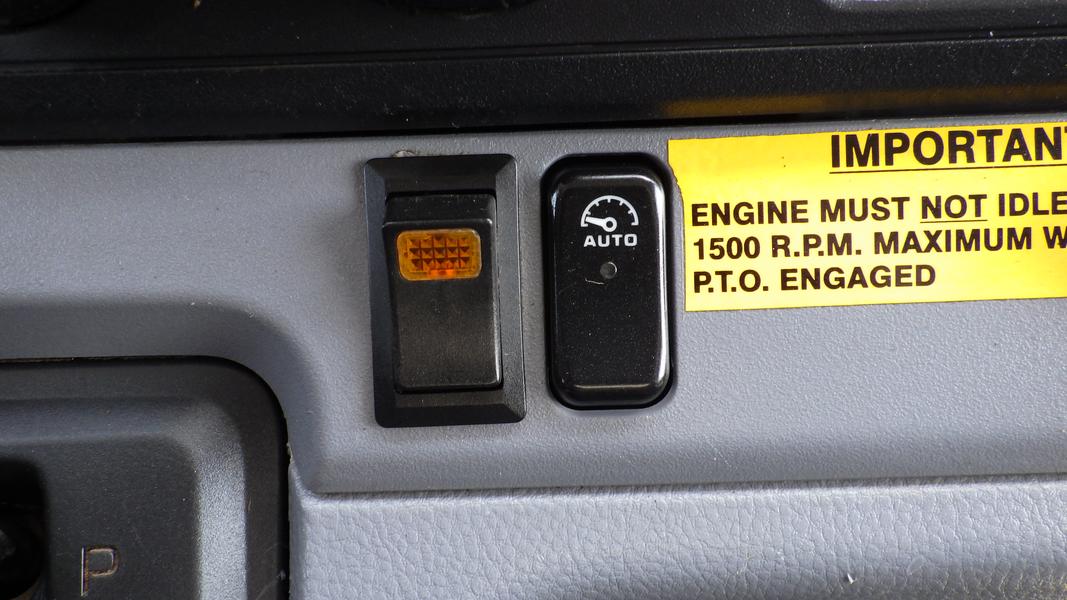 IMPORTANT
ENGINE MUST NOT IDLE
1500 R.P.M. MAXIMUM W
P.T.O. ENGAGED
AUTO
P